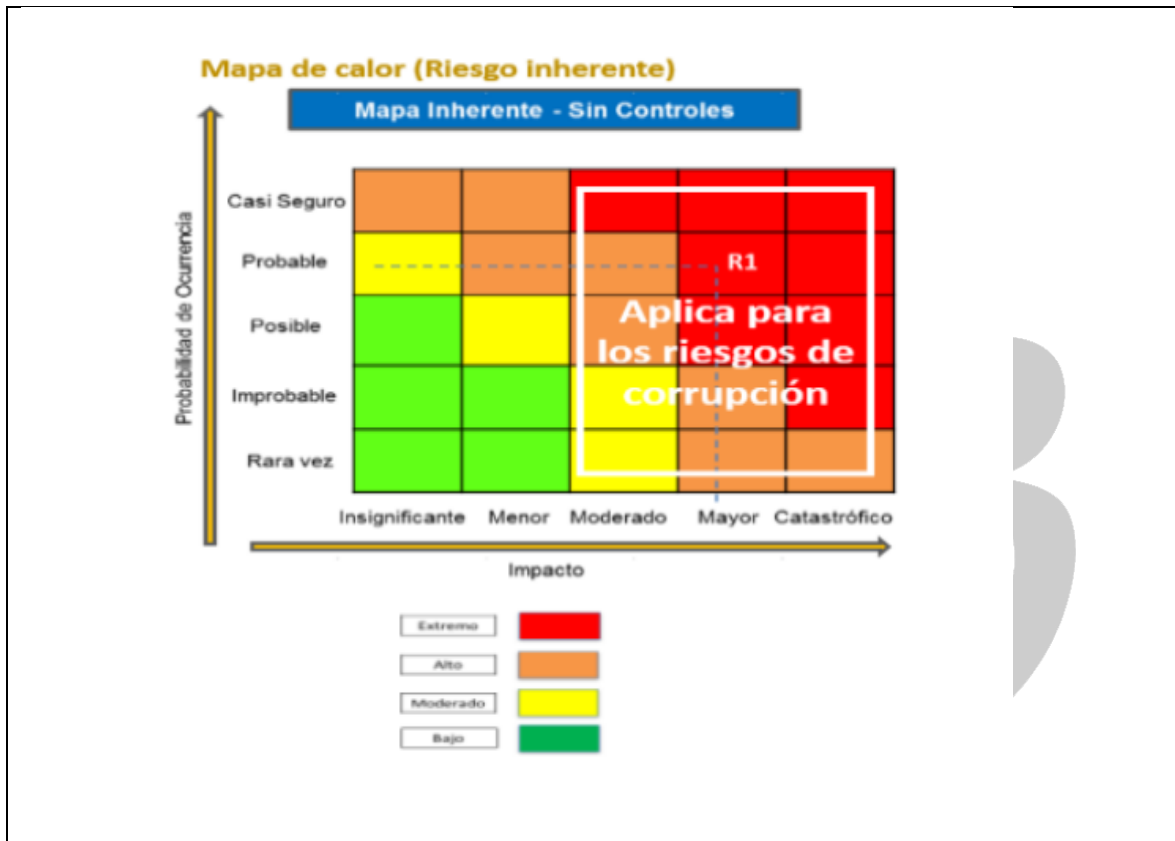 Mapa de calor (Riesgo inherente)
Mapa Inherente - Sin Controles
Probabilidad de Ocurrencia
Casi Seguro
Probable
R1
Posible
Aplica para
los riesgos de
corrupción
Improbable
Rara vez
Insignificante Menor Moderado Mayor Catastrófico
Impacto
Extremo
Alto
Moderado
Bajo